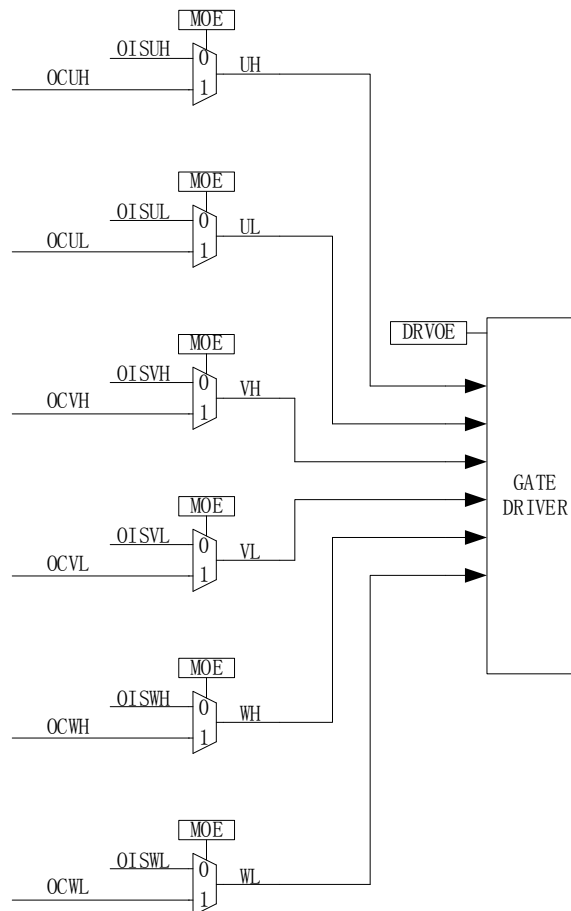 MOE
OISUH
0
UH
OCUH
1
MOE
OISUL
0
UL
OCUL
1
DRVOE
MOE
OISVH
0
VH
OCVH
1
GATE
DRIVER
MOE
OISVL
0
VL
OCVL
1
MOE
OISWH
0
WH
OCWH
1
MOE
OISWL
0
WL
OCWL
1